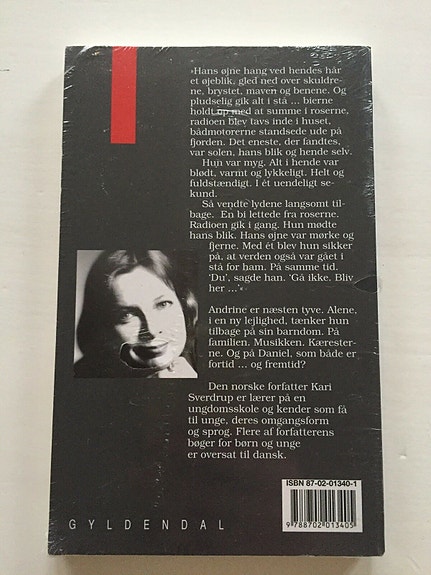 »Hans øjne hang ved hendes hår
et øjeblik, gled ned over skuldre-
ne, brystet, maven og benene. Og
pludselig gik alt i stå ... bierne
holdt op med at summe i roserne,
radioen blev tavs inde i huset,
bådmotorerne standsede ude på
fjorden. Det eneste, der fandtes,
var solen, hans blik og hende selv.
Hun var myg. Alt i hende var
blødt, varmt og lykkeligt. Helt og
fuldstændigt. I ét uendeligt se-
kund.
Så vendte lydene langsomt til-
bage. En bi lettede fra roserne.
Radioen gik i gang. Hun mødte
hans blik. Hans øjne var mørke og
fjerne. Med ét blev hun sikker
på, at verden også var gået i
stå for ham. På samme tid.
'Du', sagde han. 'Gå ikke. Bliv
her ...'«
Andrine er næsten tyve. Alene,
i en ny lejlighed, tænker hun
tilbage på sin barndom. På
familien. Musikken. Kærester-
ne. Og på Daniel, som både er
fortid ... og fremtid?
Den norske forfatter Kari
Sverdrup er lærer på en
ungdomsskole og kender som få
til unge, deres omgangsform
og sprog. Flere af forfatterens
bøger for børn og unge
er oversat til dansk.
ISBN 87-02-01340-1
9 788702 013405
GYLDENDAL